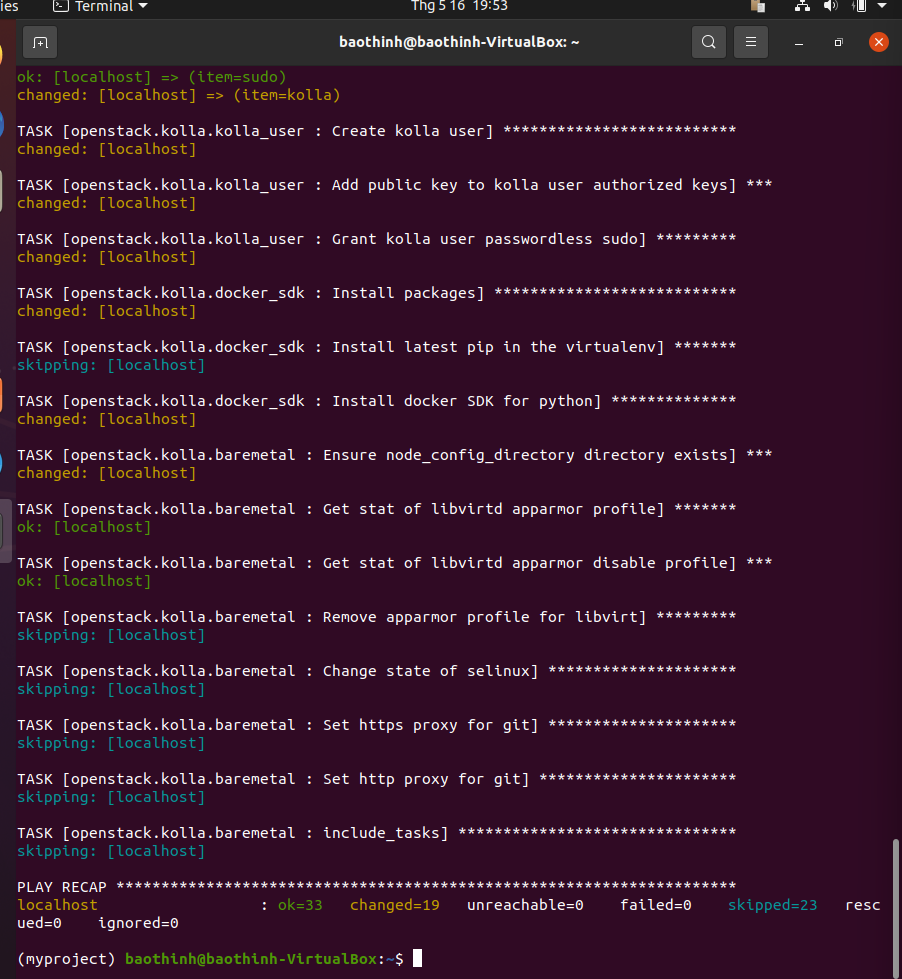 ies Terminal Thg 5 16 19:53
baothinh@baothinh-VirtualBox: ~
ok: [localhost] => (item=sudo)
changed: [localhost] => (item=kolla)
TASK [openstack.kolla.kolla_user : Create kolla user] **************************
changed: [localhost]
TASK [openstack.kolla.kolla_user : Add public key to kolla user authorized keys] ***
changed: [localhost]
TASK [openstack.kolla.kolla_user : Grant kolla user passwordless sudo] *********
changed: [localhost]
TASK [openstack.kolla.docker_sdk : Install packages] ***************************
changed: [localhost]
TASK [openstack.kolla.docker_sdk : Install latest pip in the virtualenv] *******
skipping: [localhost]
TASK [openstack.kolla.docker_sdk : Install docker SDK for python] **************
changed: [localhost]
TASK [openstack.kolla.baremetal : Ensure node_config_directory directory exists] ***
changed: [localhost]
TASK [openstack.kolla.baremetal : Get stat of libvirtd apparmor profile] *******
ok: [localhost]
TASK [openstack.kolla.baremetal : Get stat of libvirtd apparmor disable profile] ***
ok: [localhost]
TASK [openstack.kolla.baremetal : Remove apparmor profile for libvirt] *********
skipping: [localhost]
TASK [openstack.kolla.baremetal : Change state of selinux] *********************
skipping: [localhost]
TASK [openstack.kolla.baremetal : Set https proxy for git] *********************
skipping: [localhost]
TASK [openstack.kolla.baremetal : Set http proxy for git] **********************
skipping: [localhost]
TASK [openstack.kolla.baremetal : include_tasks] *******************************
skipping: [localhost]
PLAY RECAP *********************************************************************
localhost                  : ok=33   changed=19   unreachable=0    failed=0    skipped=23   resc
ued=0    ignored=0
(myproject) baothinh@baothinh-VirtualBox:~$